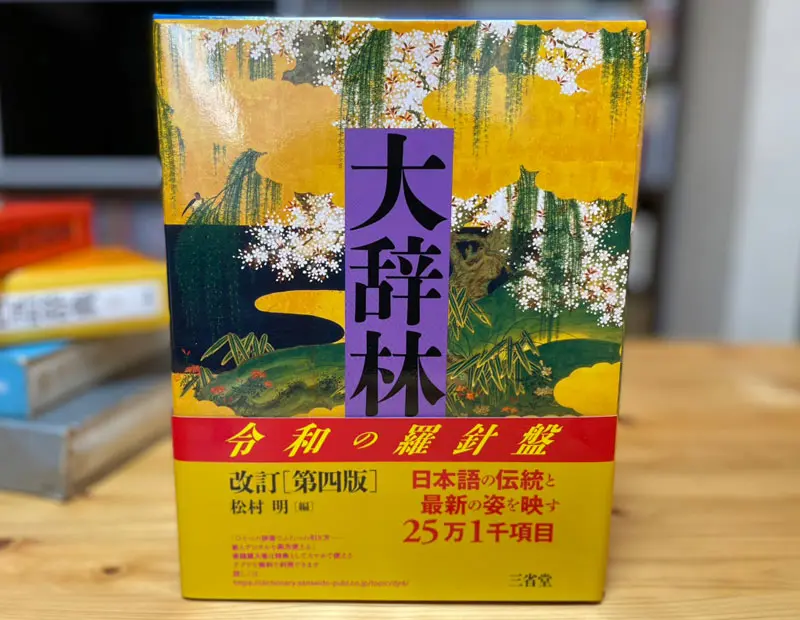 大辞林
令和の羅針盤
改訂［第四版］
松村 明［編］
日本語の伝統と
最新の姿を映す
25万1千項目
三省堂